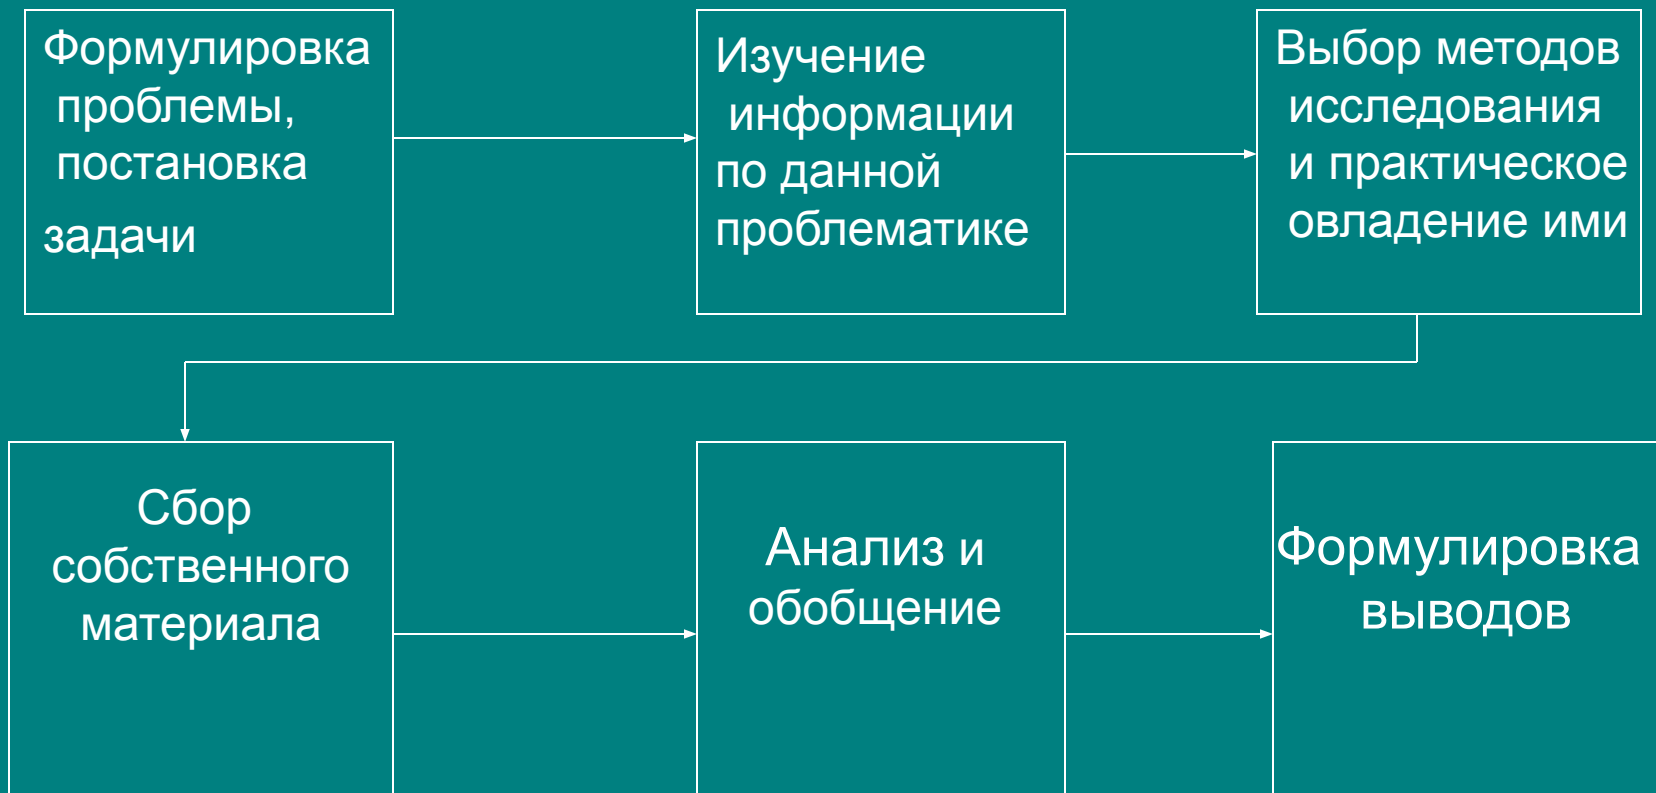 Формулировка
проблемы,
постановка
задачи
Изучение
информации
по данной
проблематике
Выбор методов
исследования
и практическое
овладение ими
Сбор
собственного
материала
Анализ и
обобщение
Формулировка
выводов